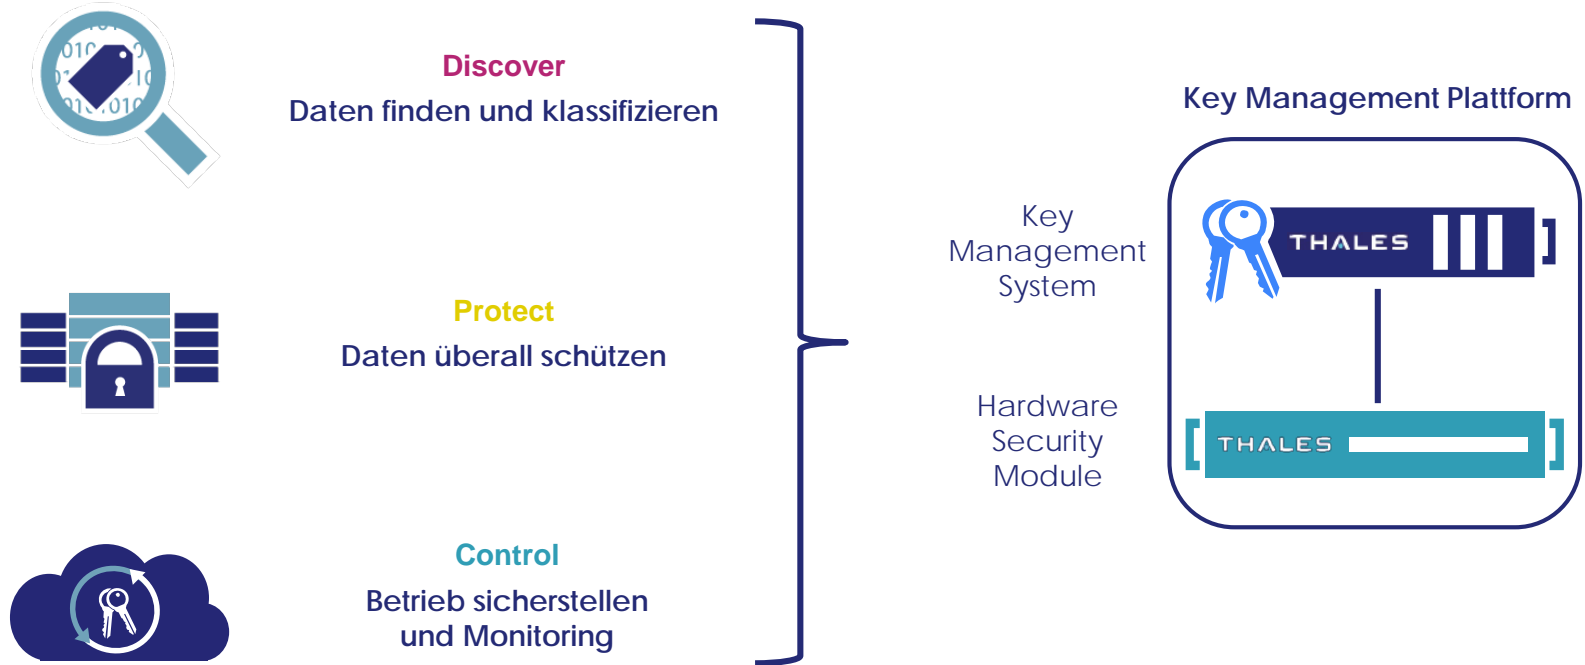 Discover
Daten finden und klassifizieren
Protect
Daten überall schützen
Control
Betrieb sicherstellen
und Monitoring
Key Management Plattform
Key
Management
System
THALES
Hardware
Security
Module
THALES